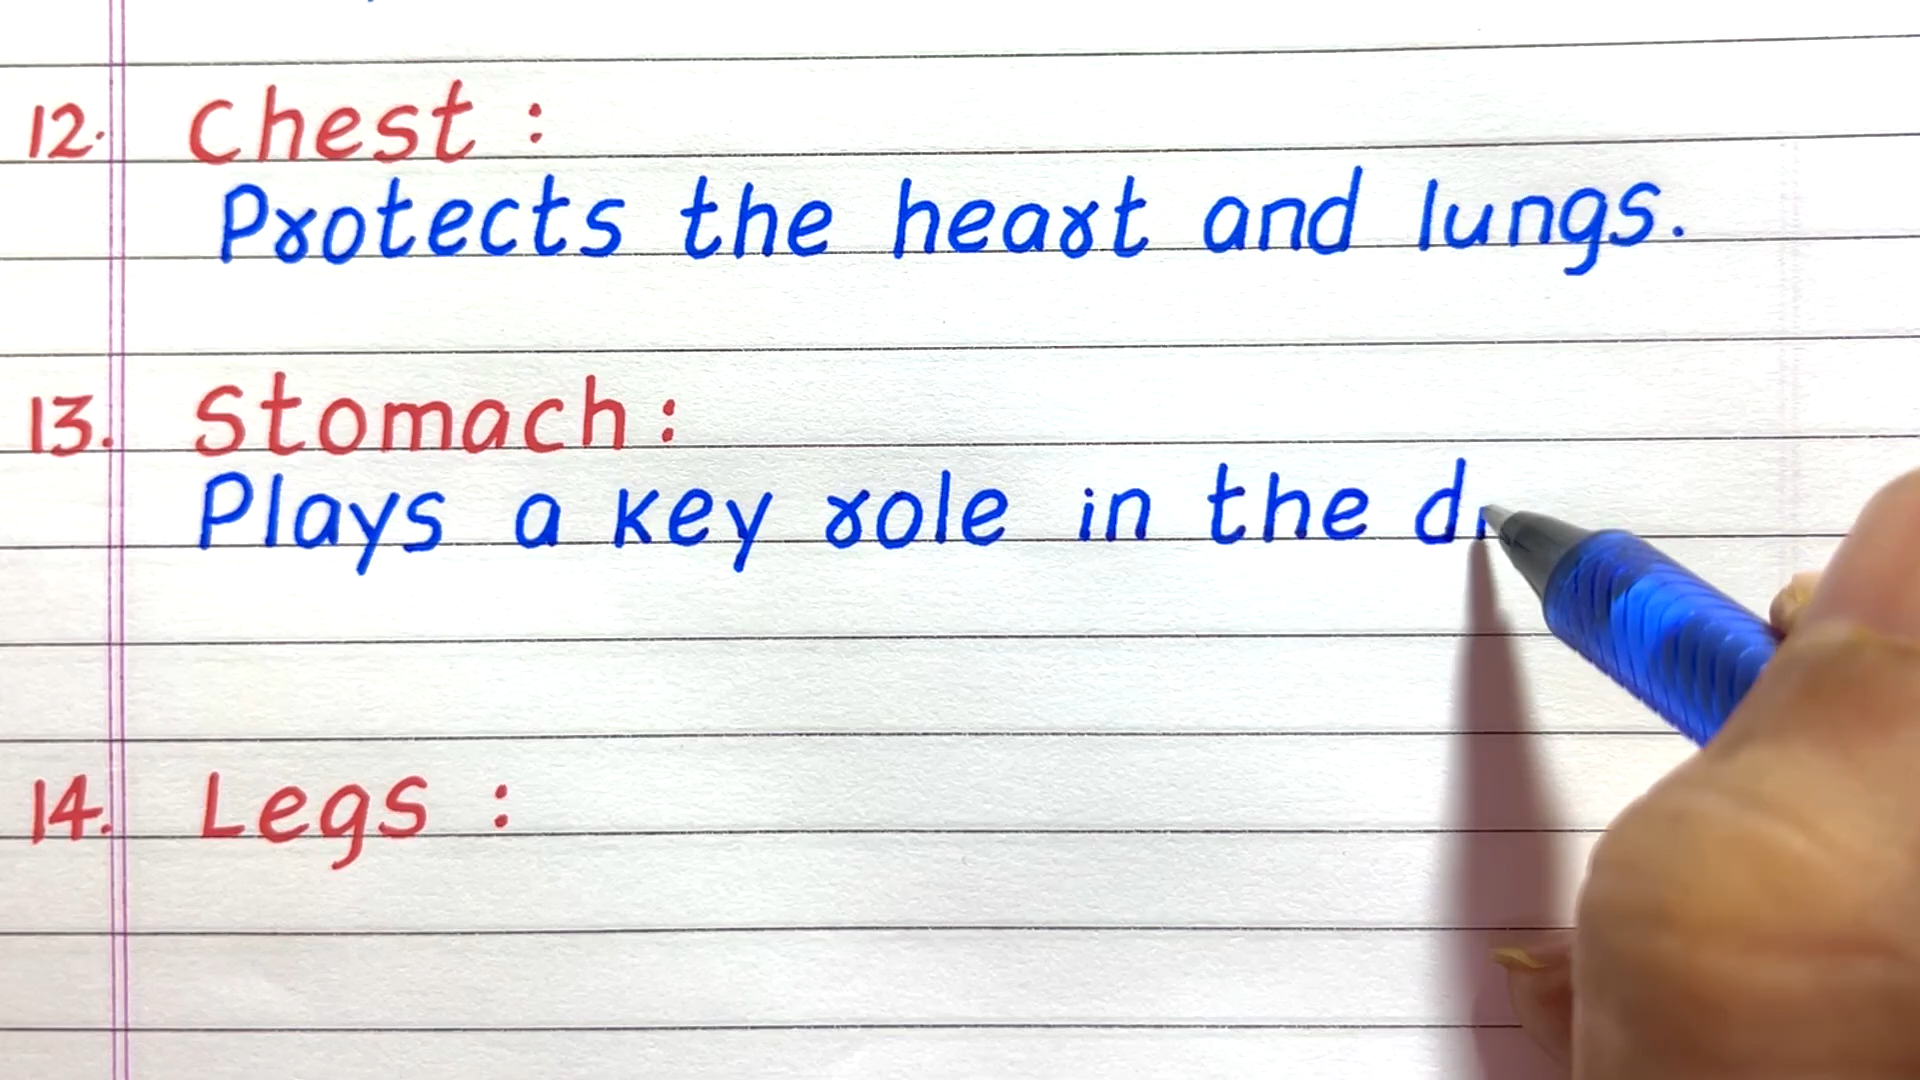 12. Chest :
Protects the heart and lungs.
13. Stomach :
Plays a key role in the d
14. Legs :